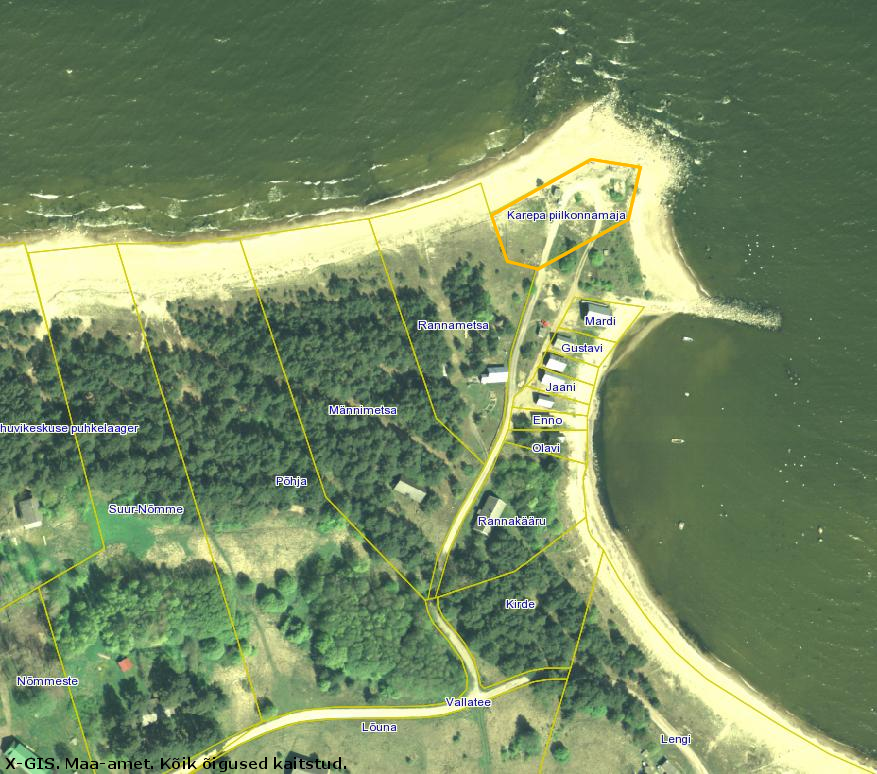 Karepa piilkonnamaja
Mardi
Rannametsa
Gustavi
Jaani
Männimetsa
Enno
huvikeskuse puhkelaager
Olavi
Põhja
Suur-Nõmme
Rannakääru
Kirde
Nõmmeste
Vallatee
Lõuna
Lengi
X-GIS. Maa-amet. Kõik õigused kaitstud.